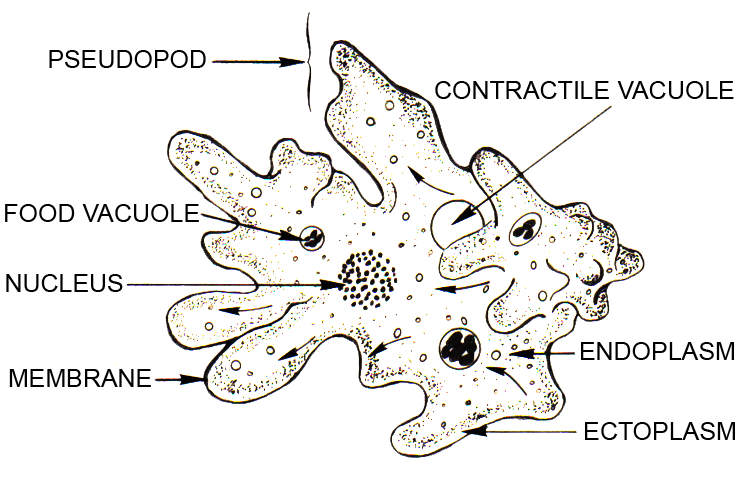 PSEUDOPOD
CONTRACTILE VACUOLE
FOOD VACUOLE
NUCLEUS
MEMBRANE
ENDOPLASM
ECTOPLASM